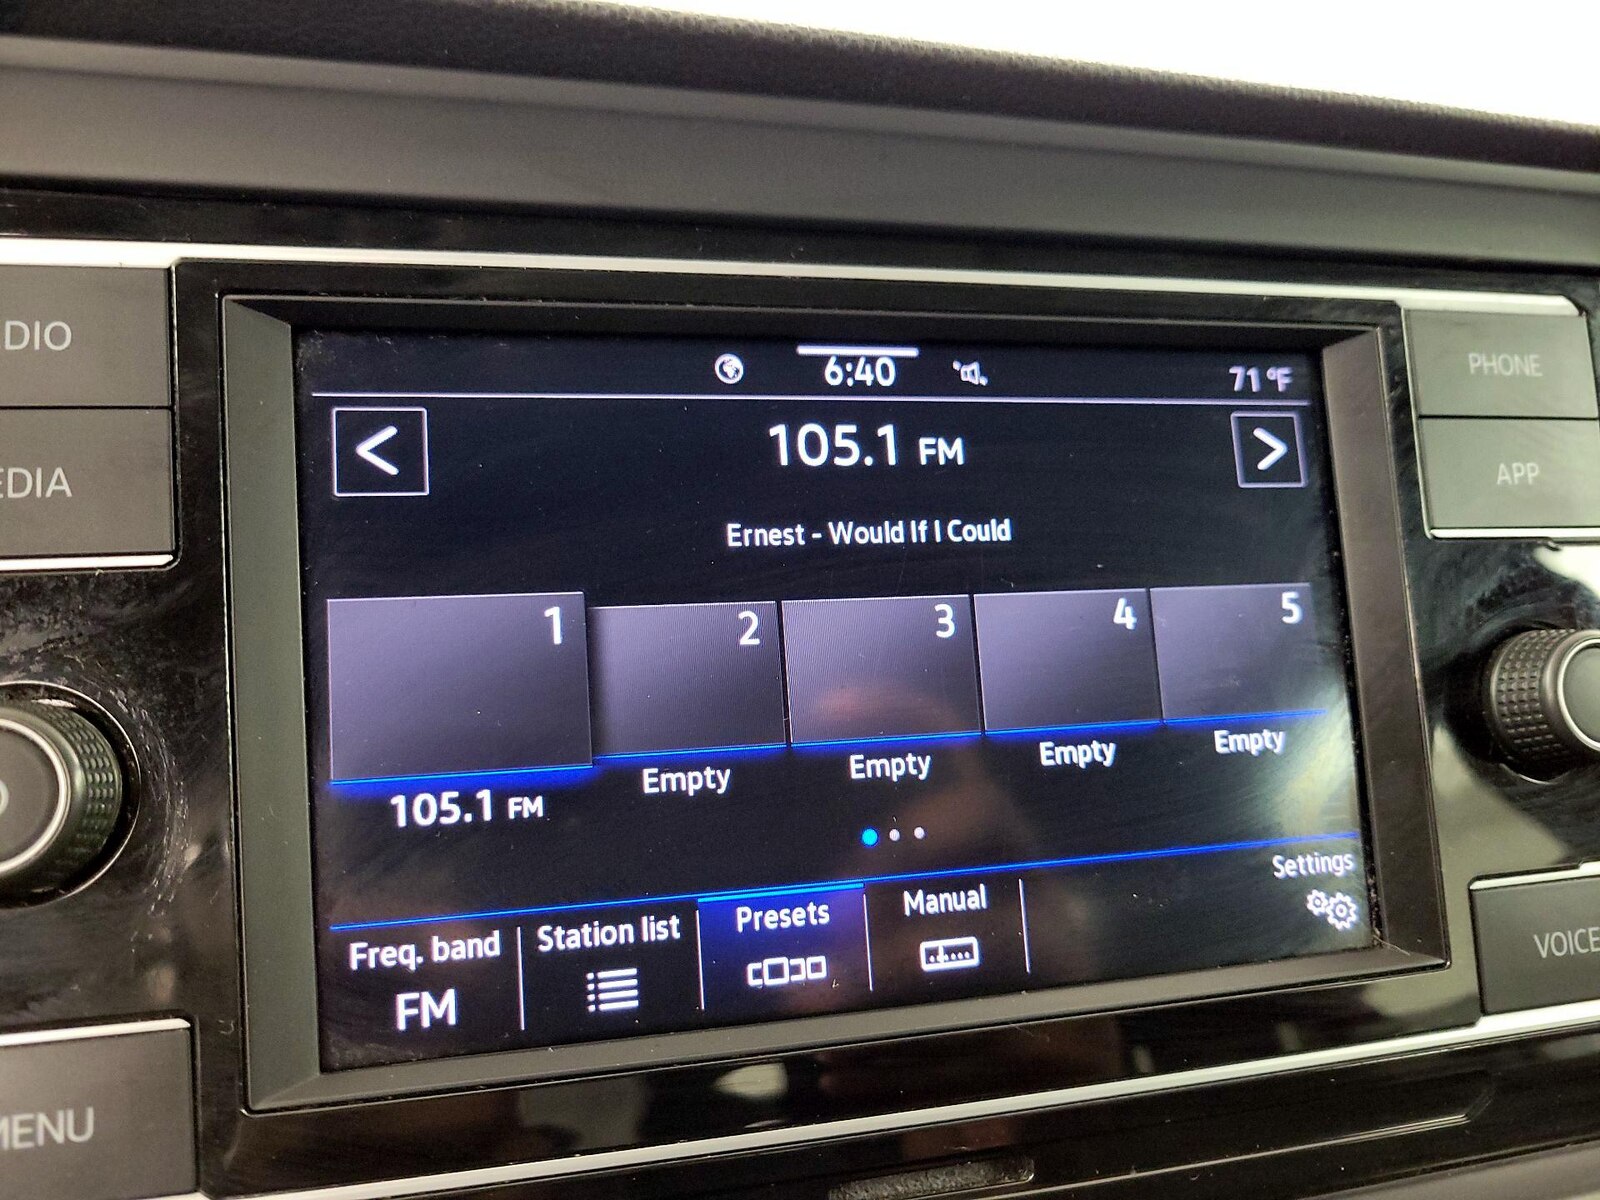 DIO
EDIA
MENU
6:40
71 °F
<
105.1 FM
>
Ernest - Would If I Could
1
2
3
4
5
105.1 FM
Empty
Empty
Empty
Empty
Freq. band
FM
Station list
Presets
Manual
Settings
PHONE
APP
VOICE